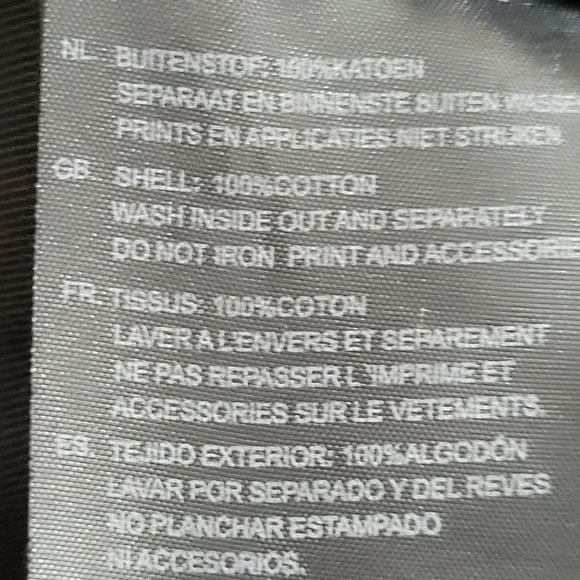 NL: BUITENSTOF: 100%KATOEN
SEPARAAT EN BINNENSTE BUITEN WASSE
PRINTS EN APPLICATIES NIET STRIJKEN
GB: SHELL: 100%COTTON
WASH INSIDE OUT AND SEPARATELY
DO NOT IRON PRINT AND ACCESSORIE
FR: TISSUS: 100%COTON
LAVER A L'ENVERS ET SEPAREMENT
NE PAS REPASSER L'IMPRIME ET
ACCESSORIES SUR LE VETEMENTS.
ES: TEJIDO EXTERIOR: 100%ALGODÓN
LAVAR POR SEPARADO Y DEL REVES
NO PLANCHAR ESTAMPADO
NI ACCESORIOS.